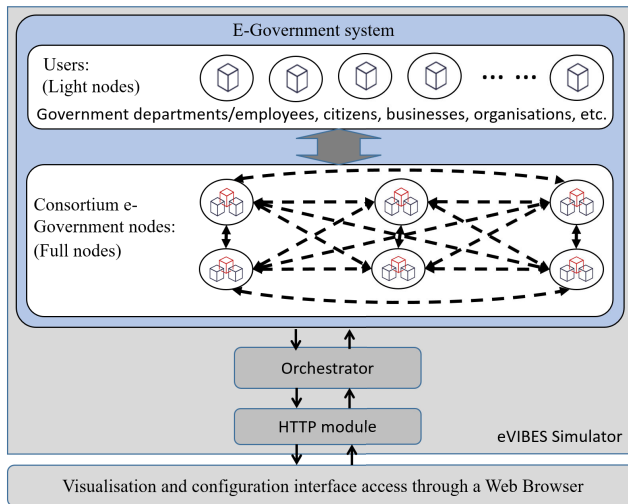 E-Government system
Users:
(Light nodes)
Government departments/employees, citizens, businesses, organisations, etc.
Consortium e-
Government nodes:
(Full nodes)
Orchestrator
HTTP module
eVIBES Simulator
Visualisation and configuration interface access through a Web Browser